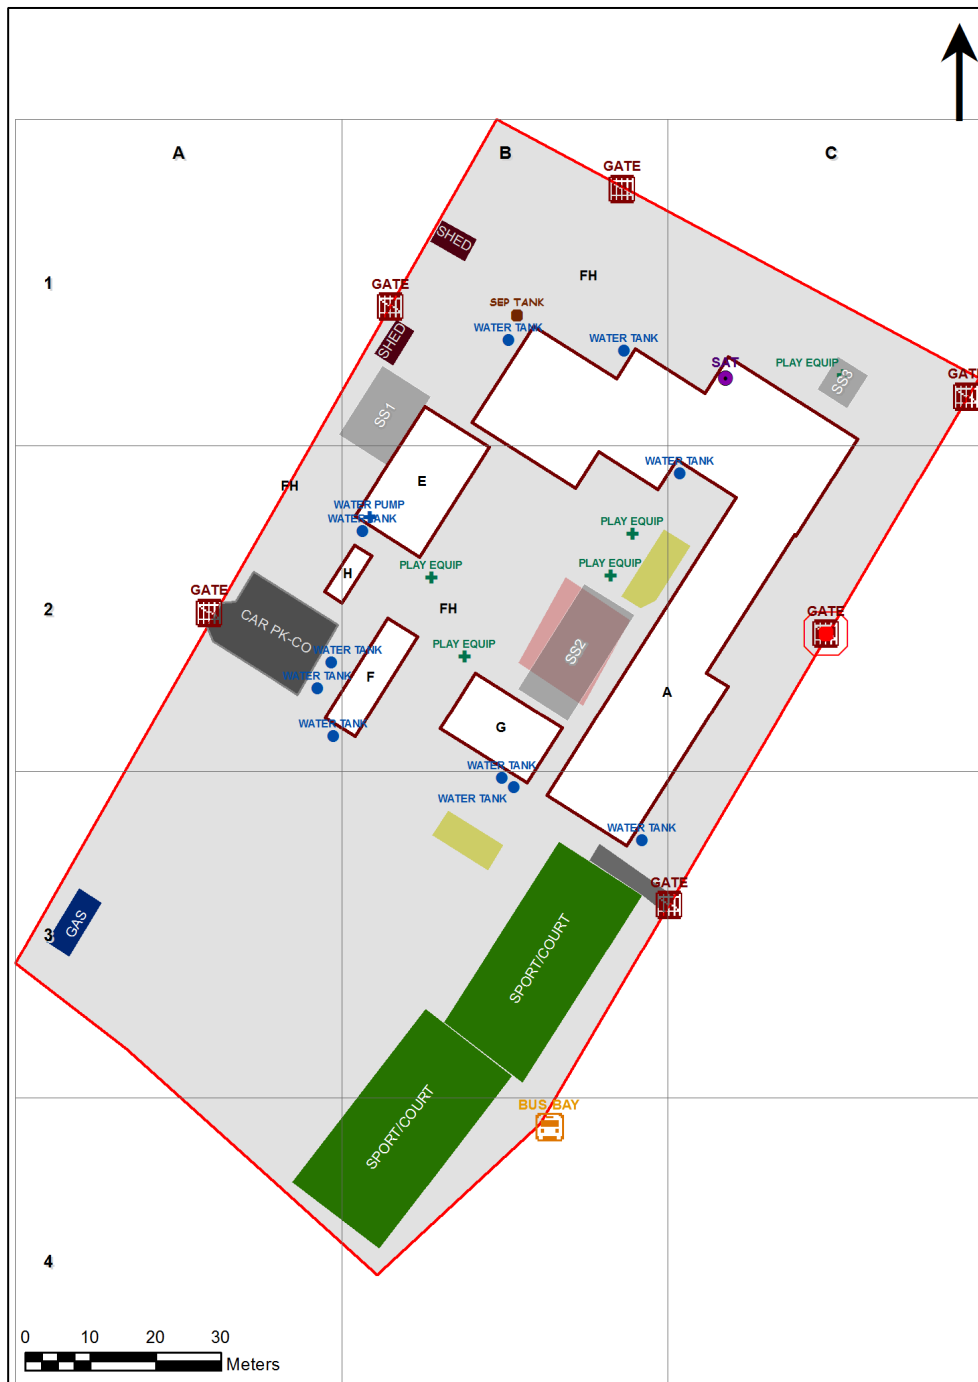 A
B
C
GATE
SHED
1
FH
GATE
SEP TANK
WATER TANK
WATER TANK
SHED
SAT
PLAY EQUIP
SS3
GATE
SS1
WATER TANK
E
FH
WATER PUMP
WATER TANK
PLAY EQUIP
PLAY EQUIP
PLAY EQUIP
H
GATE
2
FH
GATE
CAR PK-CO
WATER TANK
PLAY EQUIP
SS2
WATER TANK
F
A
WATER TANK
G
WATER TANK
WATER TANK
WATER TANK
GATE
GAS
3
SPORT/COURT
BUS BAY
SPORT/COURT
4
0 10 20 30
Meters